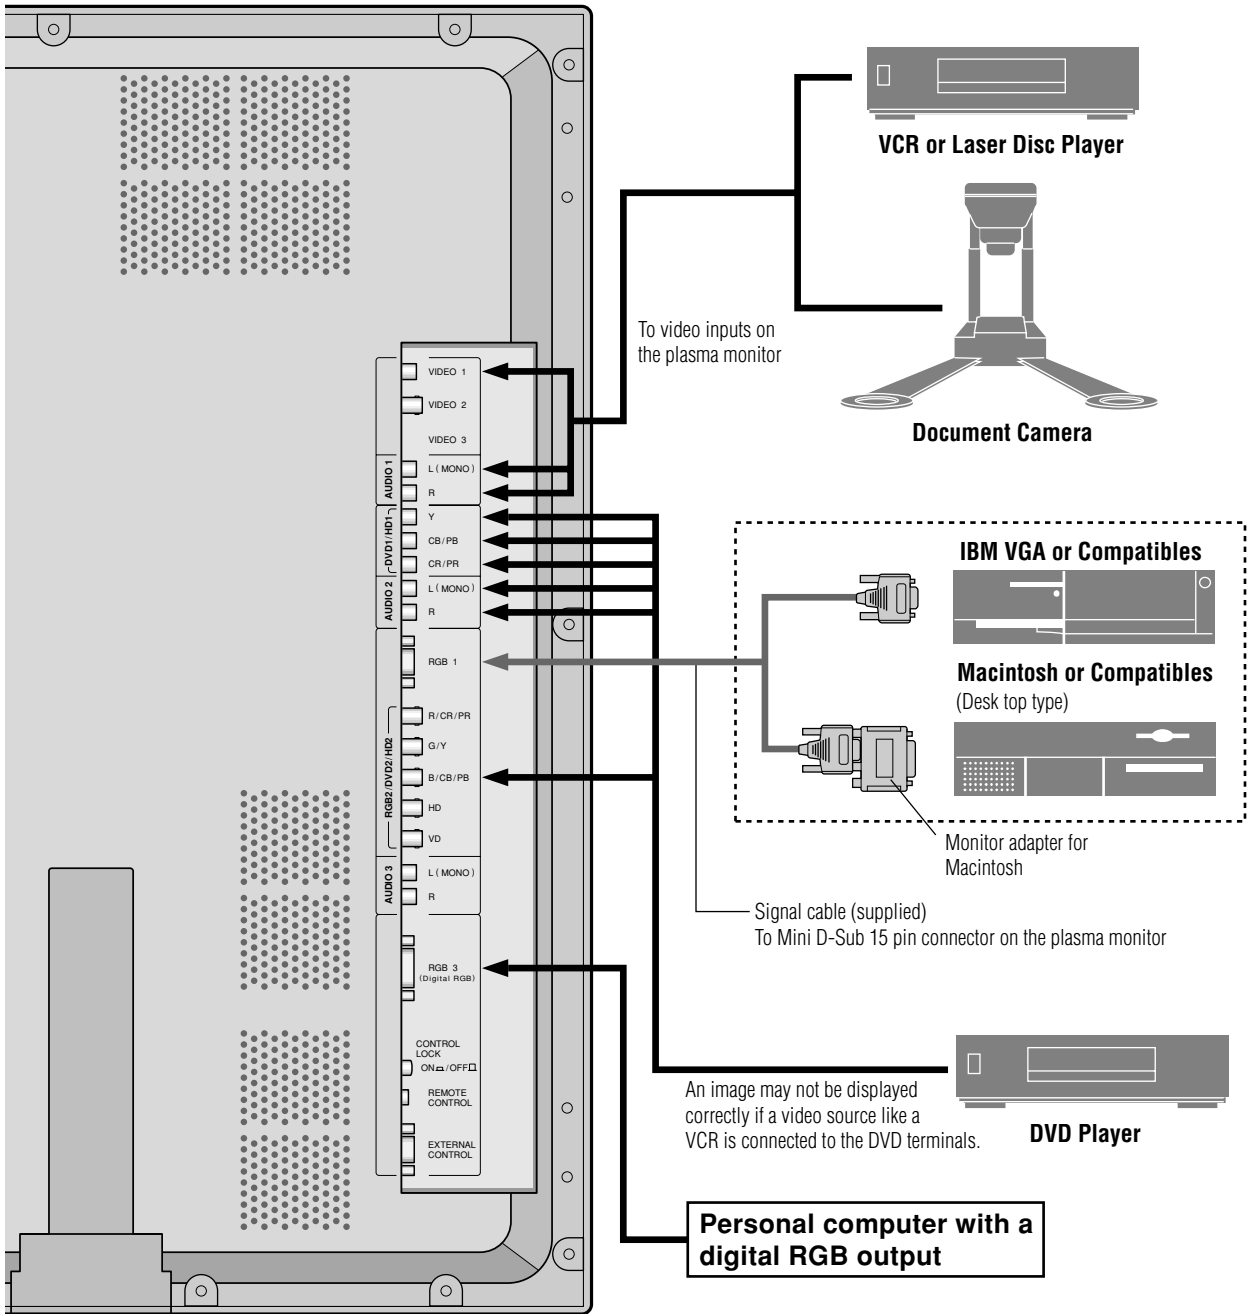 VCR or Laser Disc Player
To video inputs on
the plasma monitor
Document Camera
VIDEO 1
VIDEO 2
VIDEO 3
AUDIO 1
L (MONO)
R
DVD1/HD1
Y
CB/PB
CR/PR
AUDIO 2
L (MONO)
R
RGB 1
RGB2/DVD2/HD2
R/CR/PR
G/Y
B/CB/PB
HD
VD
AUDIO 3
L (MONO)
R
RGB 3
(Digital RGB)
CONTROL
LOCK
ON /OFF
REMOTE
CONTROL
EXTERNAL
CONTROL
IBM VGA or Compatibles
Macintosh or Compatibles
(Desk top type)
Monitor adapter for
Macintosh
Signal cable (supplied)
To Mini D-Sub 15 pin connector on the plasma monitor
An image may not be displayed
correctly if a video source like a
VCR is connected to the DVD terminals.
DVD Player
Personal computer with a
digital RGB output